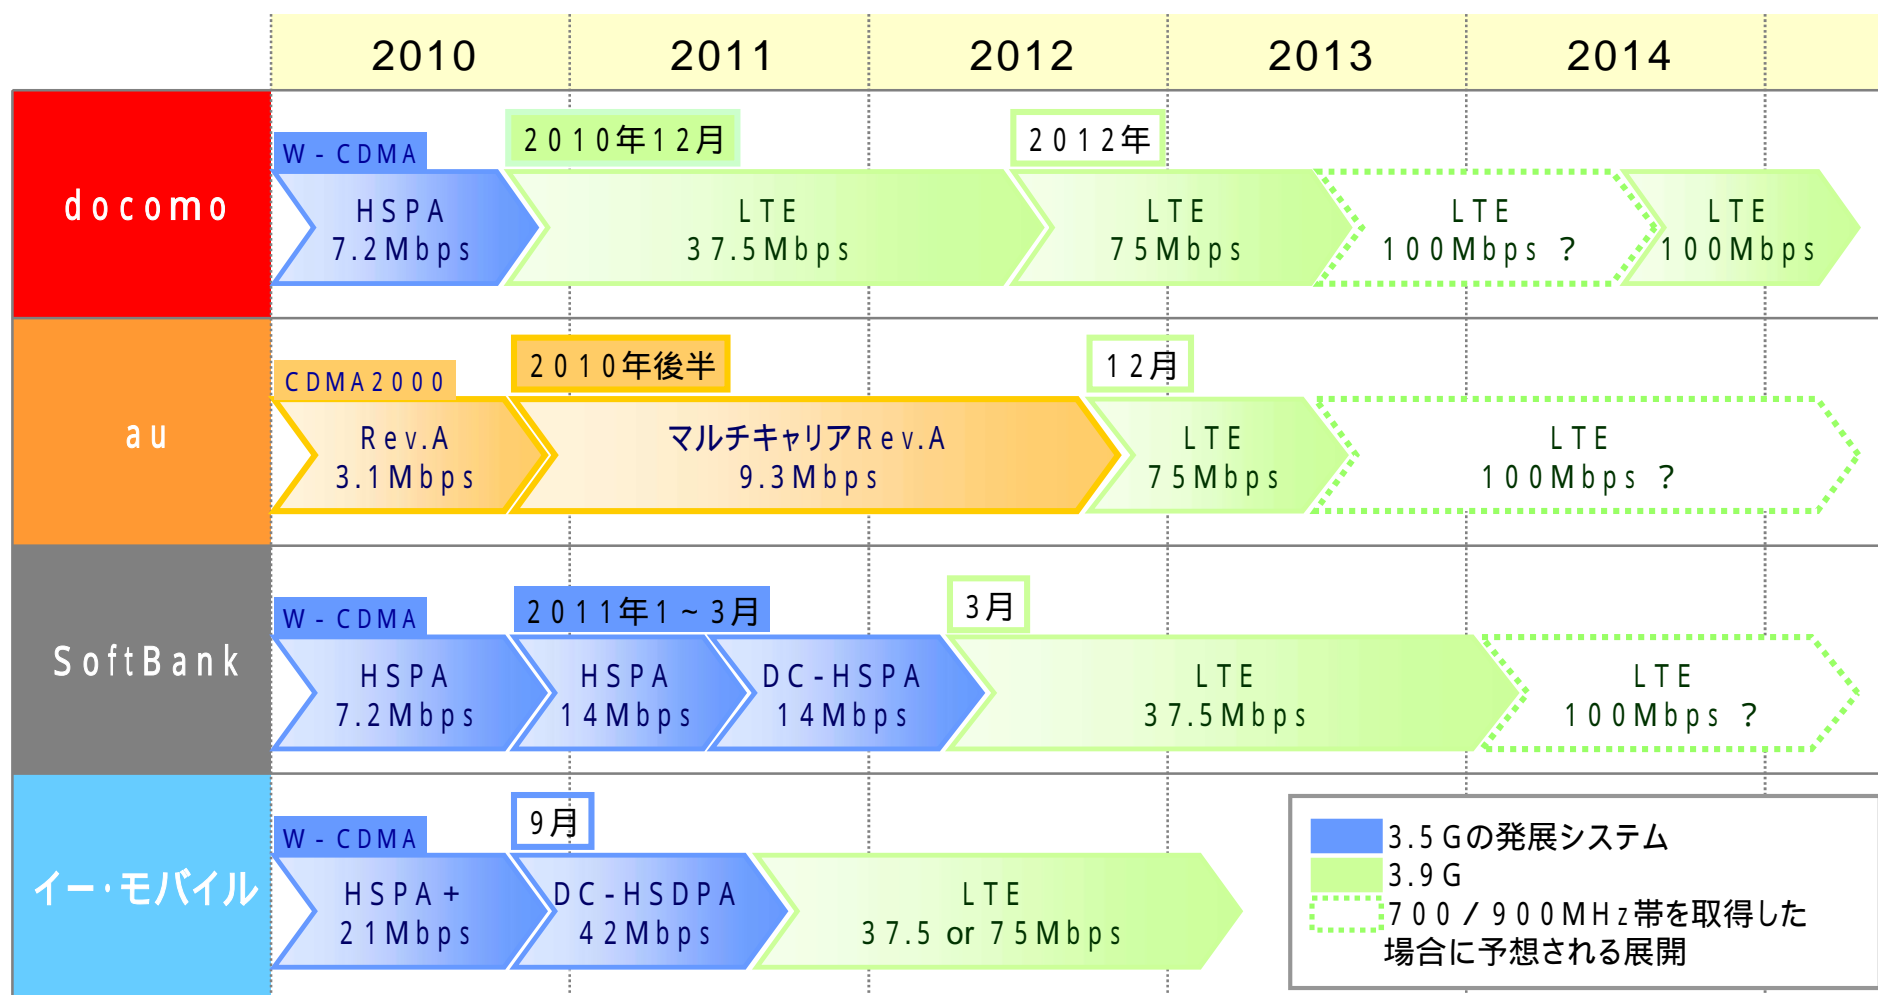 2010 2011 2012 2013 2014
docomo
W-CDMA
2010年12月
2012年
HSPA
7.2Mbps
LTE
37.5Mbps
LTE
75Mbps
LTE
100Mbps ?
LTE
100Mbps
au
CDMA2000
2010年後半
12月
Rev.A
3.1Mbps
マルチキャリアRev.A
9.3Mbps
LTE
75Mbps
LTE
100Mbps ?
SoftBank
W-CDMA
2011年1~3月
3月
HSPA
7.2Mbps
HSPA
14Mbps
DC-HSPA
14Mbps
LTE
37.5Mbps
LTE
100Mbps ?
イー・モバイル
W-CDMA
9月
HSPA+
21Mbps
DC-HSDPA
42Mbps
LTE
37.5 or 75Mbps
3.5Gの発展システム
3.9G
700/900MHz帯を取得した
場合に予想される展開